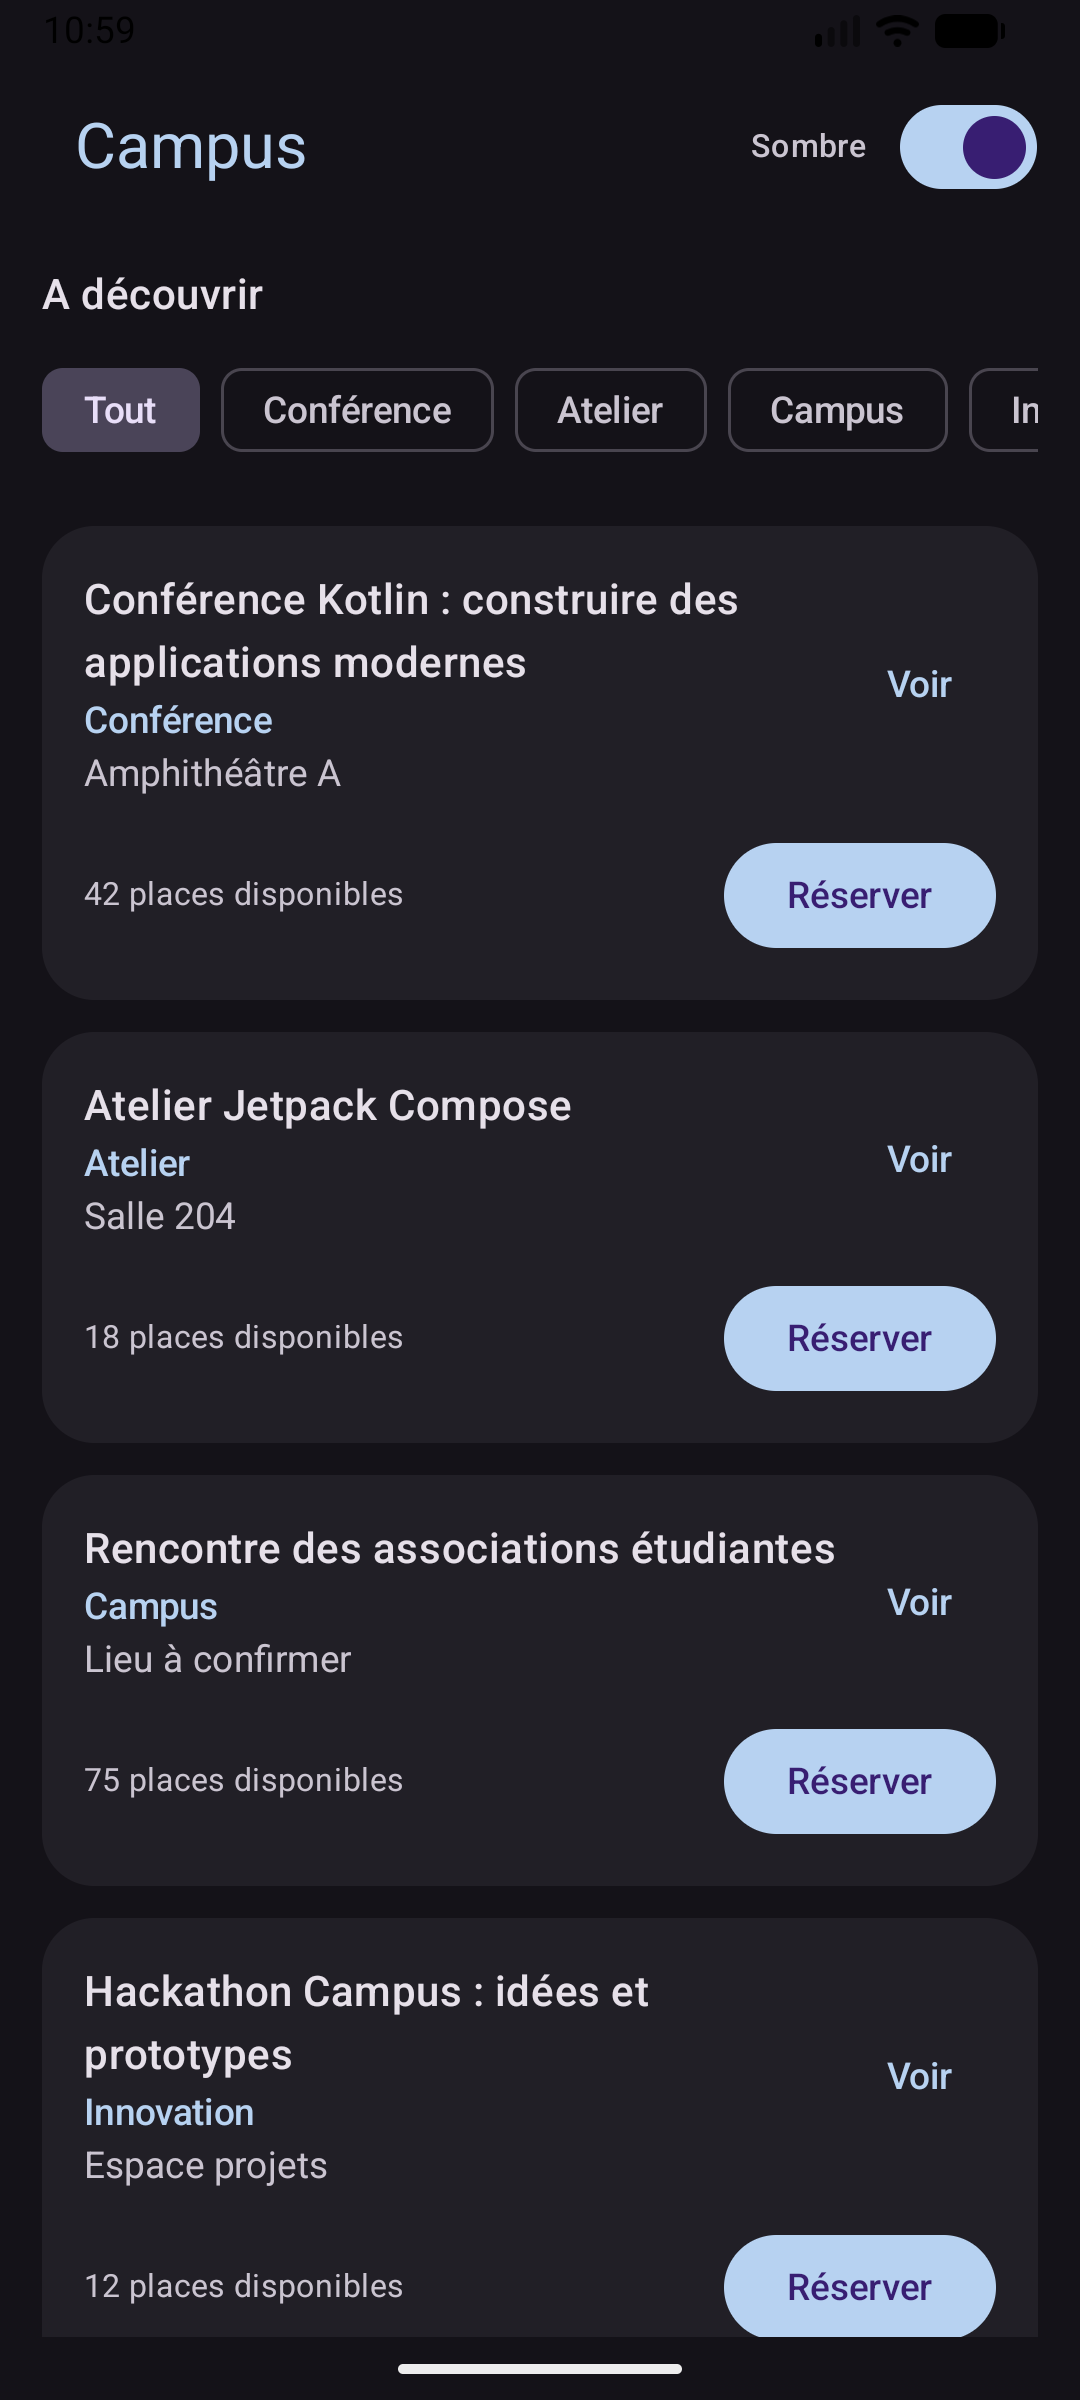 10:59
Campus
Sombre
A découvrir
Tout
Conférence
Atelier
Campus
In
Conférence Kotlin : construire des
applications modernes
Voir
Conférence
Amphithéâtre A
42 places disponibles
Réserver
Atelier Jetpack Compose
Voir
Atelier
Salle 204
18 places disponibles
Réserver
Rencontre des associations étudiantes
Voir
Campus
Lieu à confirmer
75 places disponibles
Réserver
Hackathon Campus : idées et
prototypes
Voir
Innovation
Espace projets
12 places disponibles
Réserver